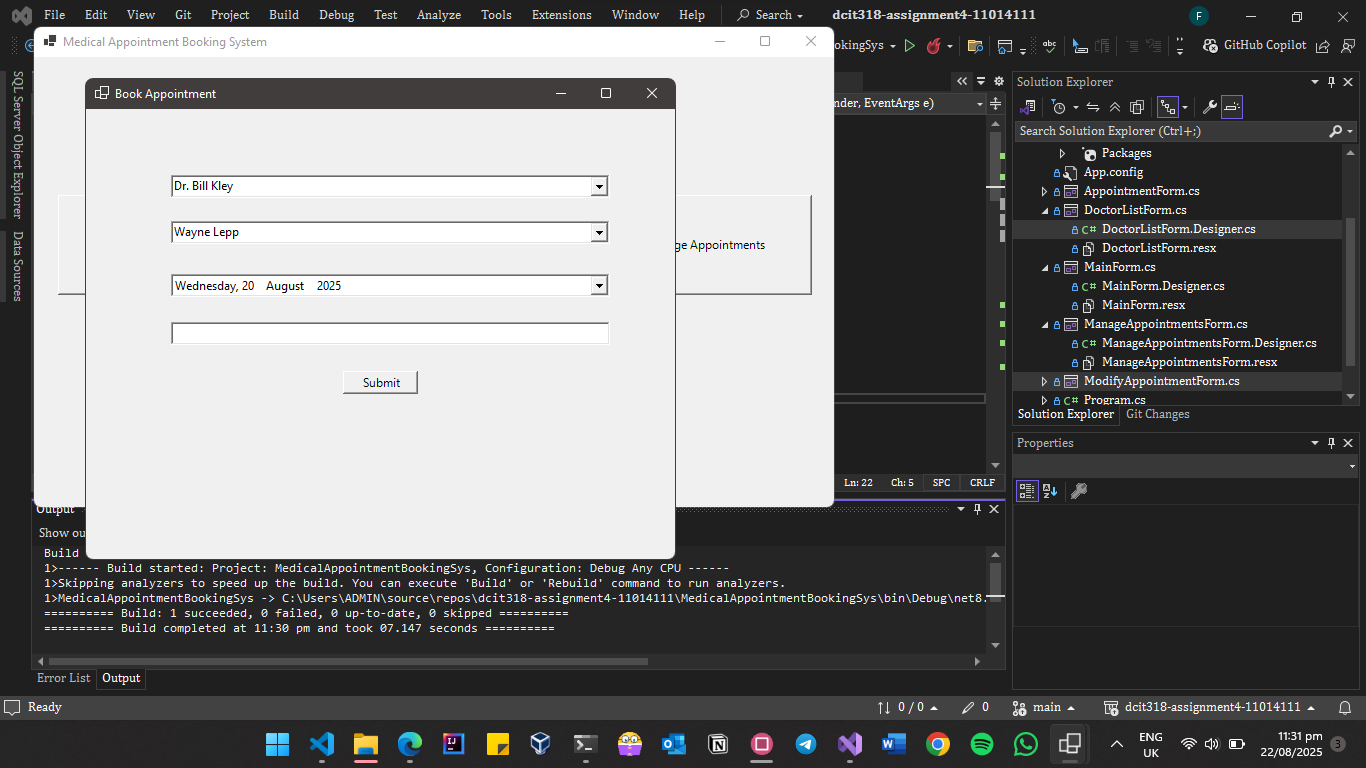 File Edit View Git Project Build Debug Test Analyze Tools Extensions Window Help Search dcit318-assignment4-11014111 F
Medical Appointment Booking System
okingSys
GitHub Copilot
Book Appointment
nder, EventArgs e)
SQL Server Object Explorer
Data Sources
Dr. Bill Kley
Wayne Lepp
ge Appointments
Wednesday, 20 August 2025
Submit
Ln: 22 Ch: 5 SPC CRLF
Solution Explorer
Search Solution Explorer (Ctrl+;)
Packages
App.config
AppointmentForm.cs
DoctorListForm.cs
C# DoctorListForm.Designer.cs
DoctorListForm.resx
MainForm.cs
C# MainForm.Designer.cs
MainForm.resx
ManageAppointmentsForm.cs
C# ManageAppointmentsForm.Designer.cs
ManageAppointmentsForm.resx
ModifyAppointmentForm.cs
C# Program.cs
Solution Explorer Git Changes
Properties
Output
Show ou
Build
1>------ Build started: Project: MedicalAppointmentBookingSys, Configuration: Debug Any CPU ------
1>Skipping analyzers to speed up the build. You can execute 'Build' or 'Rebuild' command to run analyzers.
1>MedicalAppointmentBookingSys -> C:\Users\ADMIN\source\repos\dcit318-assignment4-11014111\MedicalAppointmentBookingSys\bin\Debug\net8.
========== Build: 1 succeeded, 0 failed, 0 up-to-date, 0 skipped ==========
========== Build completed at 11:30 pm and took 07.147 seconds ==========
Error List Output
Ready 0 / 0 0 main dcit318-assignment4-11014111
ENG
UK
11:31 pm
22/08/2025
3